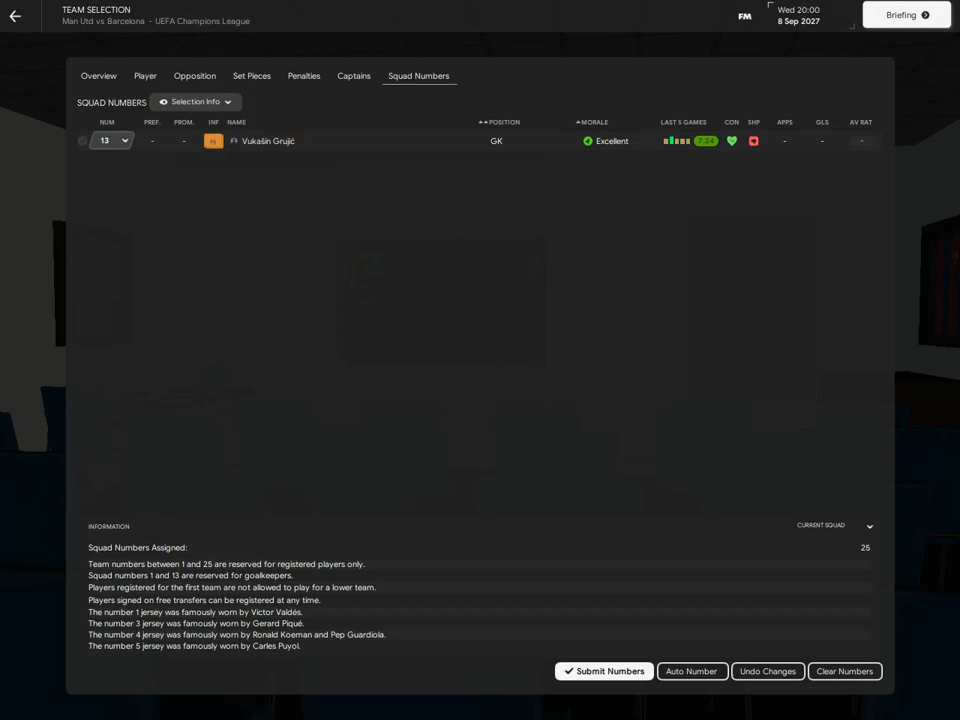 TEAM SELECTION
Man Utd vs Barcelona - UEFA Champions League
FM
Wed 20:00
8 Sep 2027
Briefing
Overview Player Opposition Set Pieces Penalties Captains Squad Numbers
SQUAD NUMBERS Selection Info
NUM PREF. PROM. INF NAME POSITION MORALE LAST 5 GAMES CON SHP APPS GLS AV RAT
13 - - Inj Vukašin Grujić GK Excellent 7.24 - - -
INFORMATION CURRENT SQUAD
Squad Numbers Assigned: 25
Team numbers between 1 and 25 are reserved for registered players only.
Squad numbers 1 and 13 are reserved for goalkeepers.
Players registered for the first team are not allowed to play for a lower team.
Players signed on free transfers can be registered at any time.
The number 1 jersey was famously worn by Víctor Valdés.
The number 3 jersey was famously worn by Gerard Piqué.
The number 4 jersey was famously worn by Ronald Koeman and Pep Guardiola.
The number 5 jersey was famously worn by Carles Puyol.
Submit Numbers Auto Number Undo Changes Clear Numbers